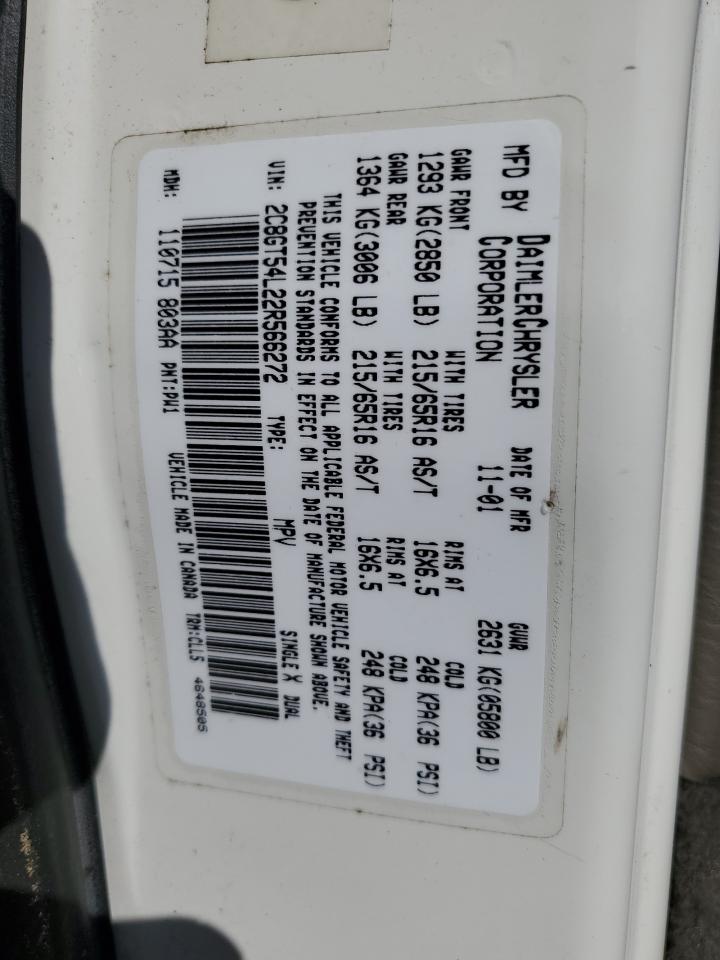 MFD BY DAIMLERCHRYSLER CORPORATION DATE OF MFR 11-01 GVWR 2631 KG(05800 LB)
GAWR FRONT WITH TIRES RIMS AT COLD
1293 KG(2850 LB) 215/65R16 AS/T 16X6.5 248 KPA(36 PSI)
GAWR REAR WITH TIRES RIMS AT COLD
1364 KG(3006 LB) 215/65R16 AS/T 16X6.5 248 KPA(36 PSI)
THIS VEHICLE CONFORMS TO ALL APPLICABLE FEDERAL MOTOR VEHICLE SAFETY AND THEFT
PREVENTION STANDARDS IN EFFECT ON THE DATE OF MANUFACTURE SHOWN ABOVE.
VIN: 2C8GT54L22R566272 TYPE: MPV SINGLE X DUAL
MDH: 110715 803AA PNT:PW1 VEHICLE MADE IN CANADA TRM:CLL5 4648505